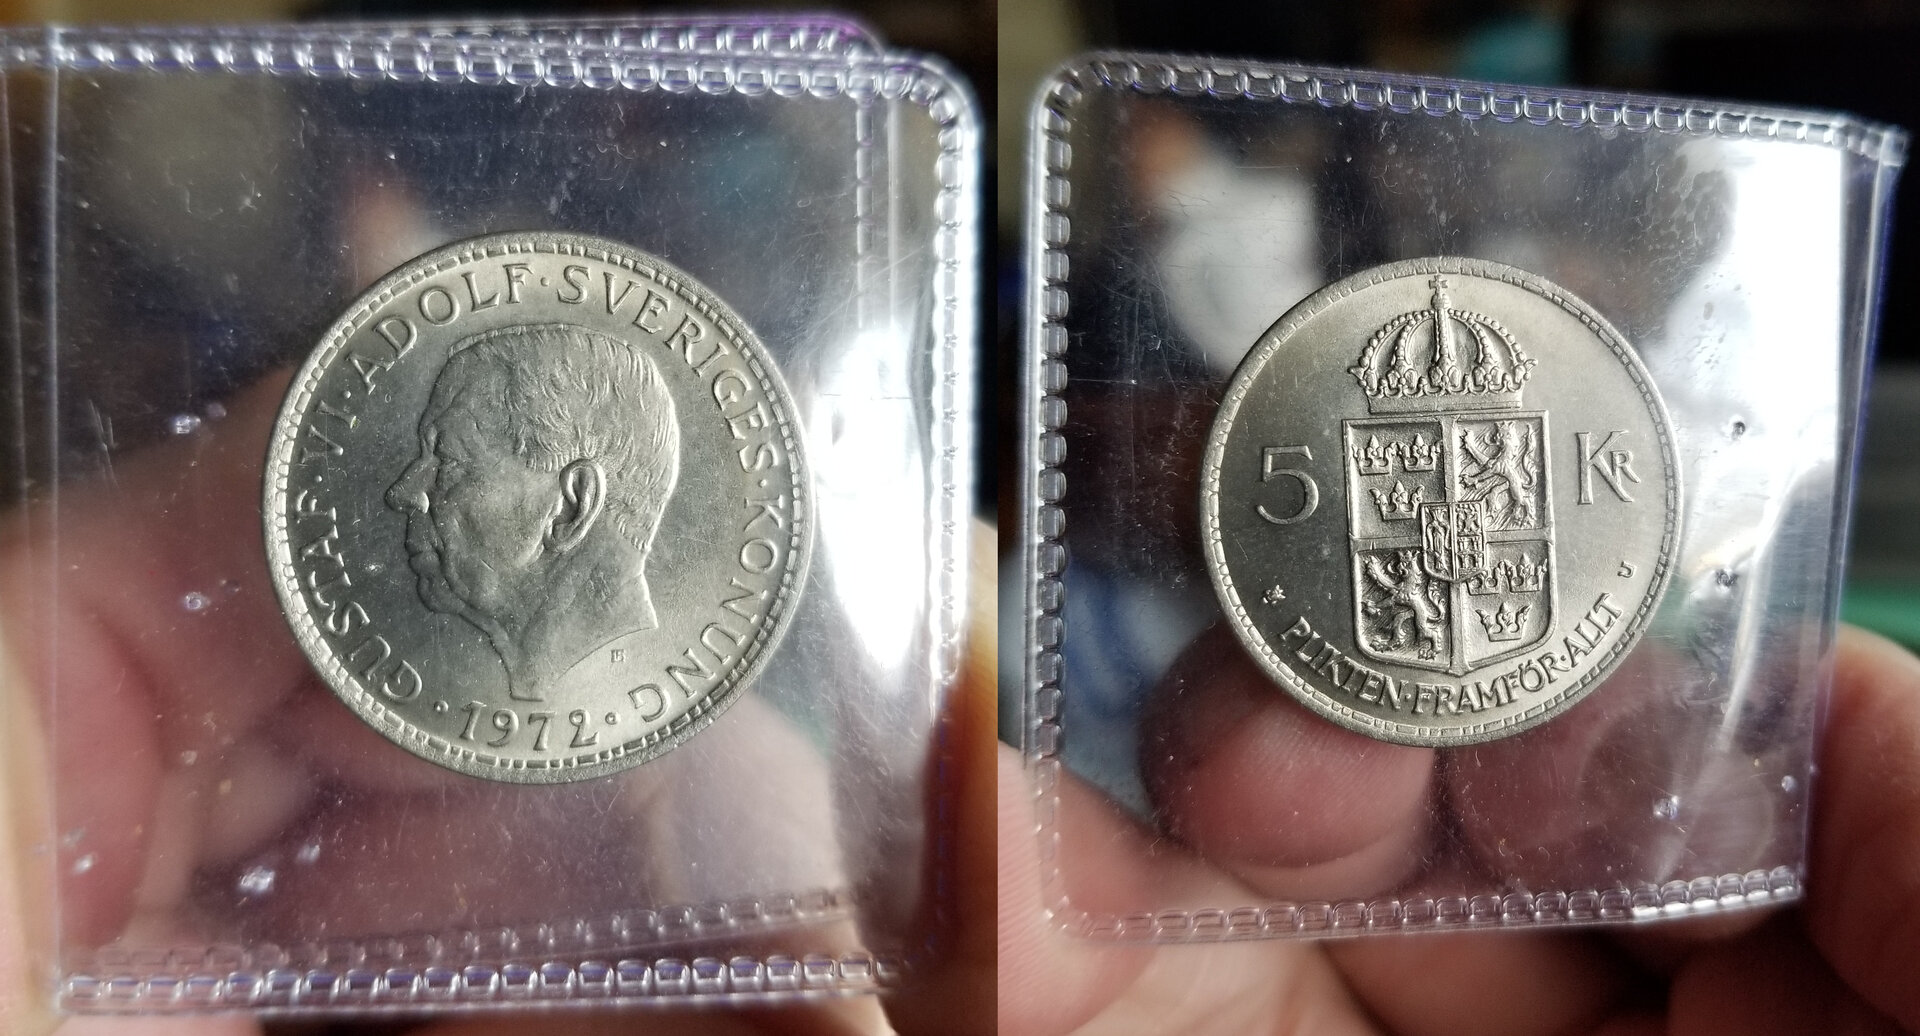 GUSTAF·VI·ADOLF·SVERIGES·KONUNG
·1972·
5 KR
PLIKTEN·FRAMFÖR·ALLT
U